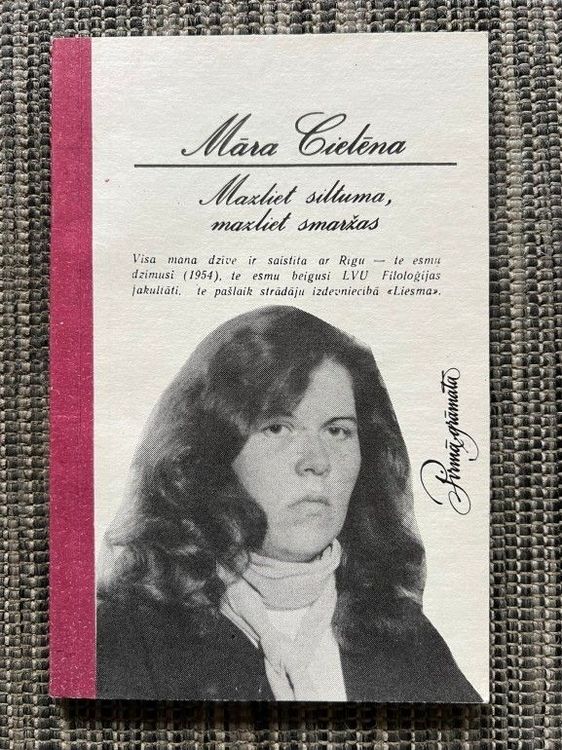 Māra Cielēna
Mazliet siltuma,
mazliet smaržas
Visa mana dzīve ir saistīta ar Rīgu — te esmu
dzimusi (1954), te esmu beigusi LVU Filoloģijas
fakultāti, te pašlaik strādāju izdevniecībā «Liesma».
Pirmā grāmata